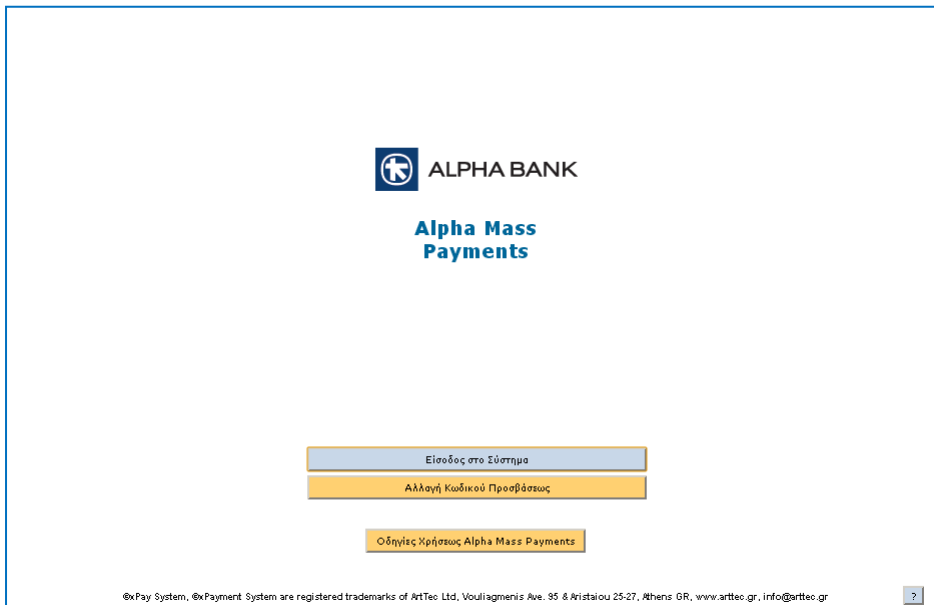 ALPHA BANK
Alpha Mass
Payments
Είσοδος στο Σύστημα
Αλλαγή Κωδικού Προσβάσεως
Οδηγίες Χρήσεως Alpha Mass Payments
®xPay System, ®xPayment System are registered trademarks of ArtTec Ltd, Vouliagmenis Ave. 95 & Aristaiou 25-27, Athens GR, www.arttec.gr, info@arttec.gr
?